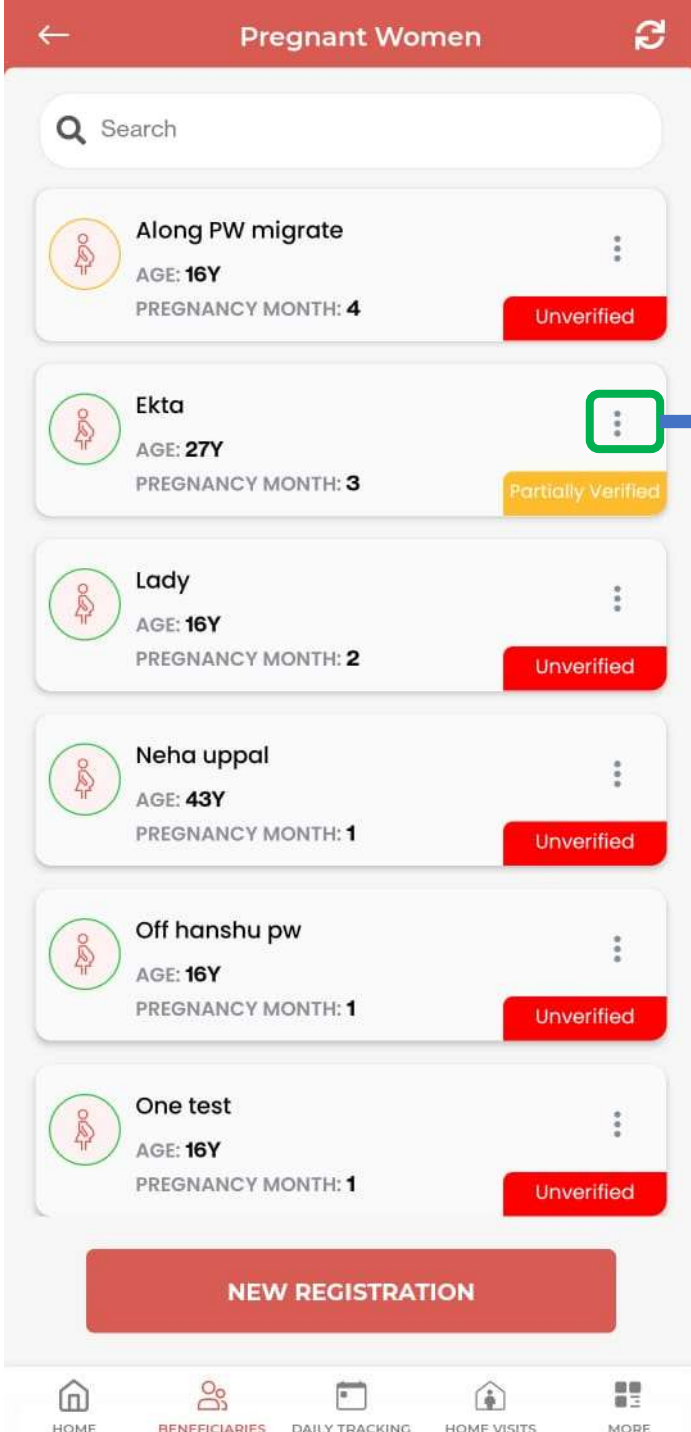 Pregnant Women
Search
Along PW migrate
AGE: 16Y
PREGNANCY MONTH: 4
Unverified
Ekta
AGE: 27Y
PREGNANCY MONTH: 3
Partially Verified
Lady
AGE: 16Y
PREGNANCY MONTH: 2
Unverified
Neha uppal
AGE: 43Y
PREGNANCY MONTH: 1
Unverified
Off hanshu pw
AGE: 16Y
PREGNANCY MONTH: 1
Unverified
One test
AGE: 16Y
PREGNANCY MONTH: 1
Unverified
NEW REGISTRATION
HOME BENEFICIARIES DAILY TRACKING HOME VISITS MORE